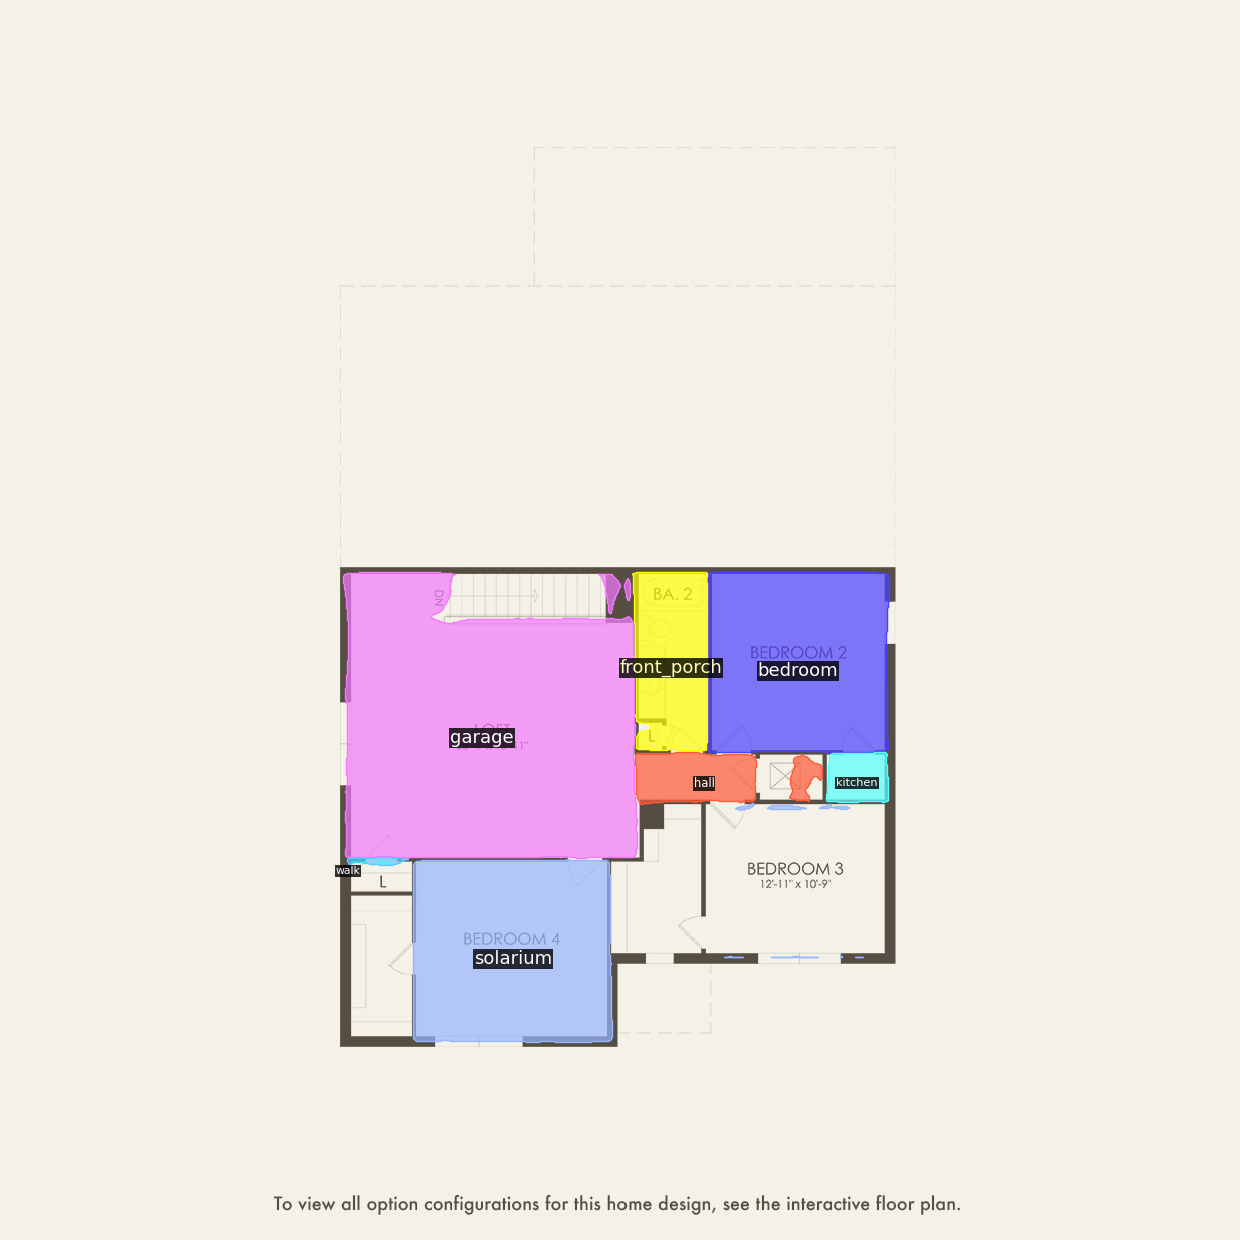 DN
BA. 2
BEDROOM 2
front_porch
bedroom
LOFT
garage
L
hall
kitchen
walk
L
BEDROOM 3
12'-11" x 10'-9"
BEDROOM 4
solarium
To view all option configurations for this home design, see the interactive floor plan.